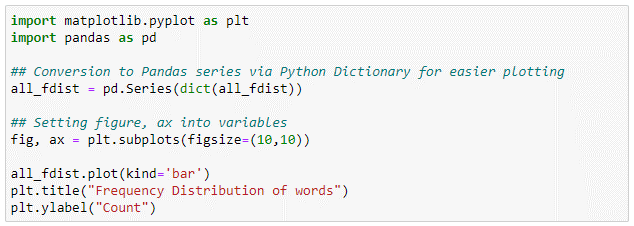 import matplotlib.pyplot as plt
import pandas as pd
## Conversion to Pandas series via Python Dictionary for easier plotting
all_fdist = pd.Series(dict(all_fdist))
## Setting figure, ax into variables
fig, ax = plt.subplots(figsize=(10,10))
all_fdist.plot(kind='bar')
plt.title("Frequency Distribution of words")
plt.ylabel("Count")